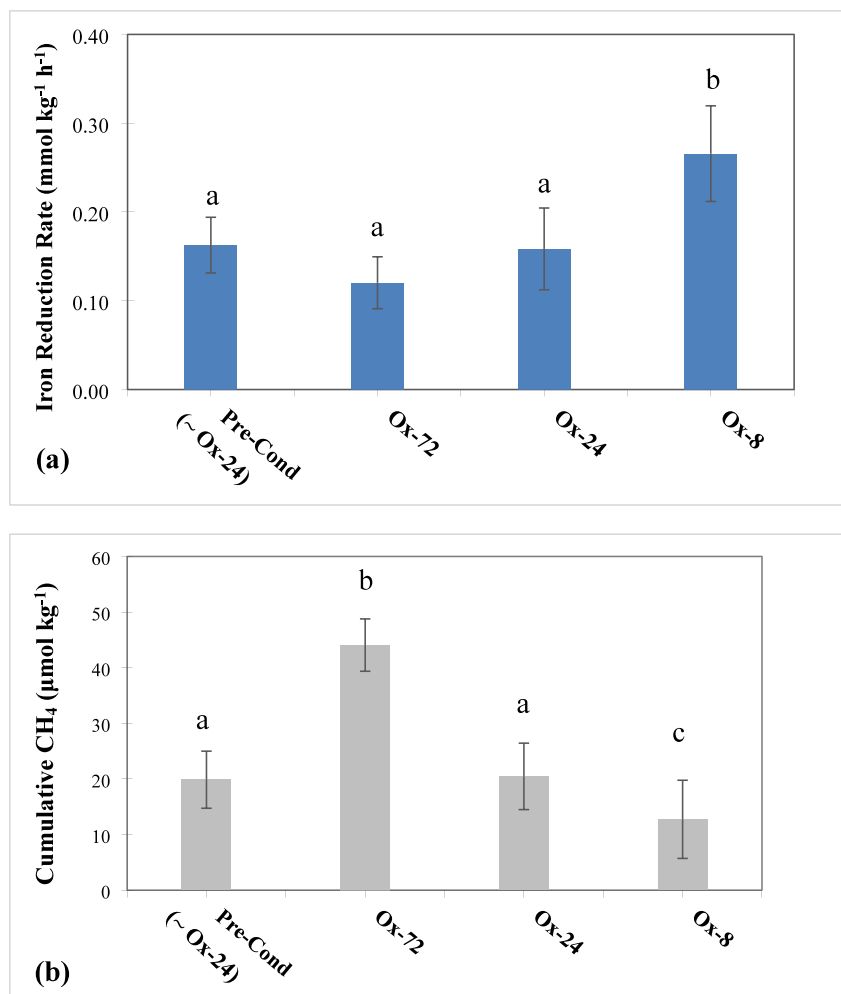 Iron Reduction Rate (mmol kg⁻¹ h⁻¹)
0.40
0.30
0.20
0.10
0.00
a
a
a
b
Pre-Cond
(~ Ox-24)
Ox-72
Ox-24
Ox-8
(a)
Cumulative CH₄ (µmol kg⁻¹)
60
50
40
30
20
10
0
a
b
a
c
Pre-Cond
(~ Ox-24)
Ox-72
Ox-24
Ox-8
(b)